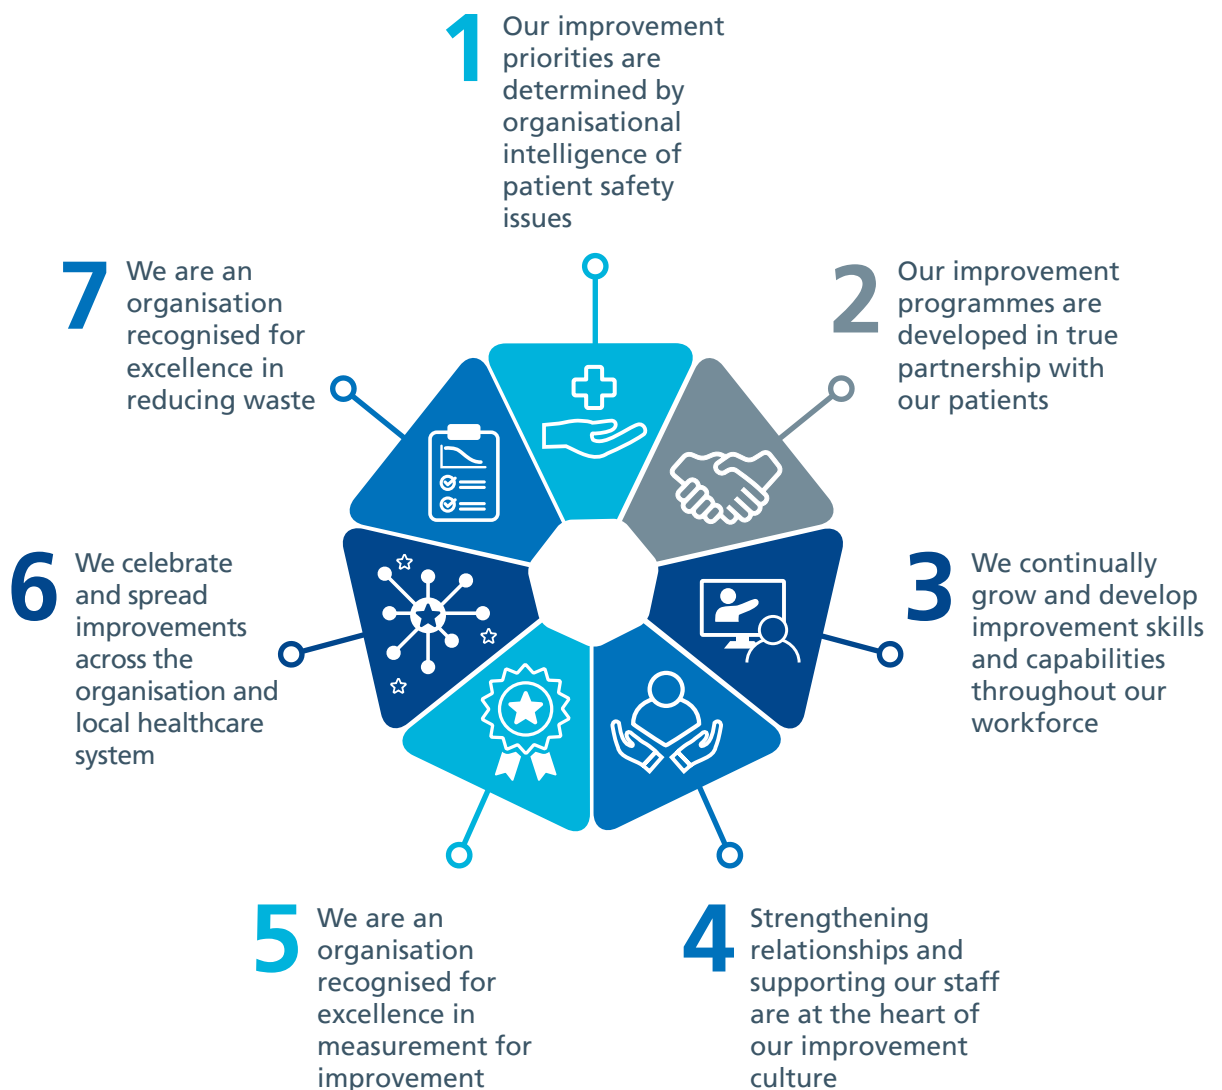 1
Our improvement
priorities are
determined by
organisational
intelligence of
patient safety
issues
2
Our improvement
programmes are
developed in true
partnership with
our patients
3
We continually
grow and develop
improvement skills
and capabilities
throughout our
workforce
4
Strengthening
relationships and
supporting our staff
are at the heart of
our improvement
culture
5
We are an
organisation
recognised for
excellence in
measurement for
improvement
6
We celebrate
and spread
improvements
across the
organisation and
local healthcare
system
7
We are an
organisation
recognised for
excellence in
reducing waste